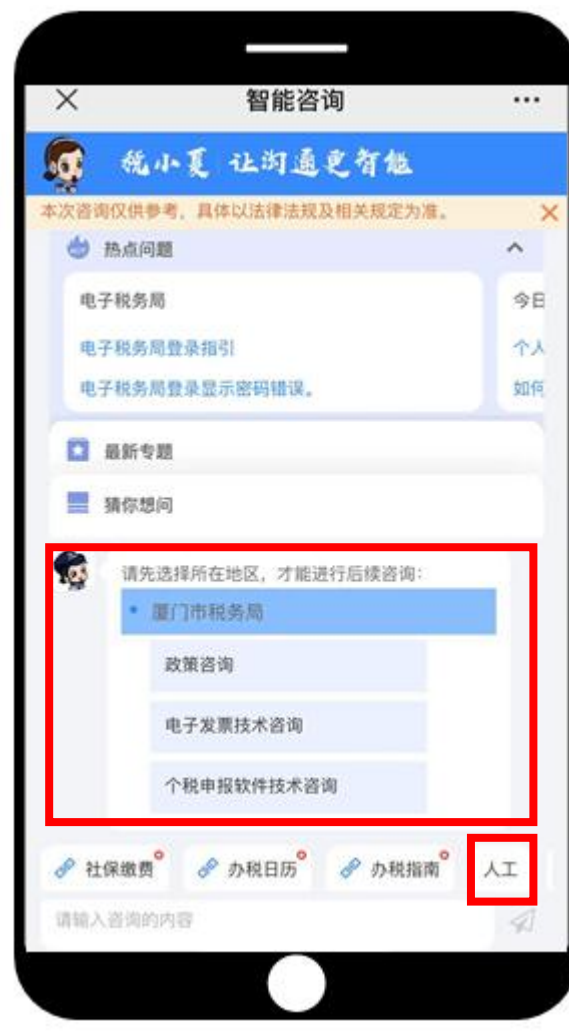 智能咨询
税小夏 让沟通更智能
本次咨询仅供参考，具体以法律法规及相关规定为准。
热点问题
电子税务局
今日
电子税务局登录指引
个人
电子税务局登录显示密码错误。
如何
最新专题
猜你想问
请先选择所在地区，才能进行后续咨询：
厦门市税务局
政策咨询
电子发票技术咨询
个税申报软件技术咨询
社保缴费 办税日历 办税指南 人工
请输入咨询的内容